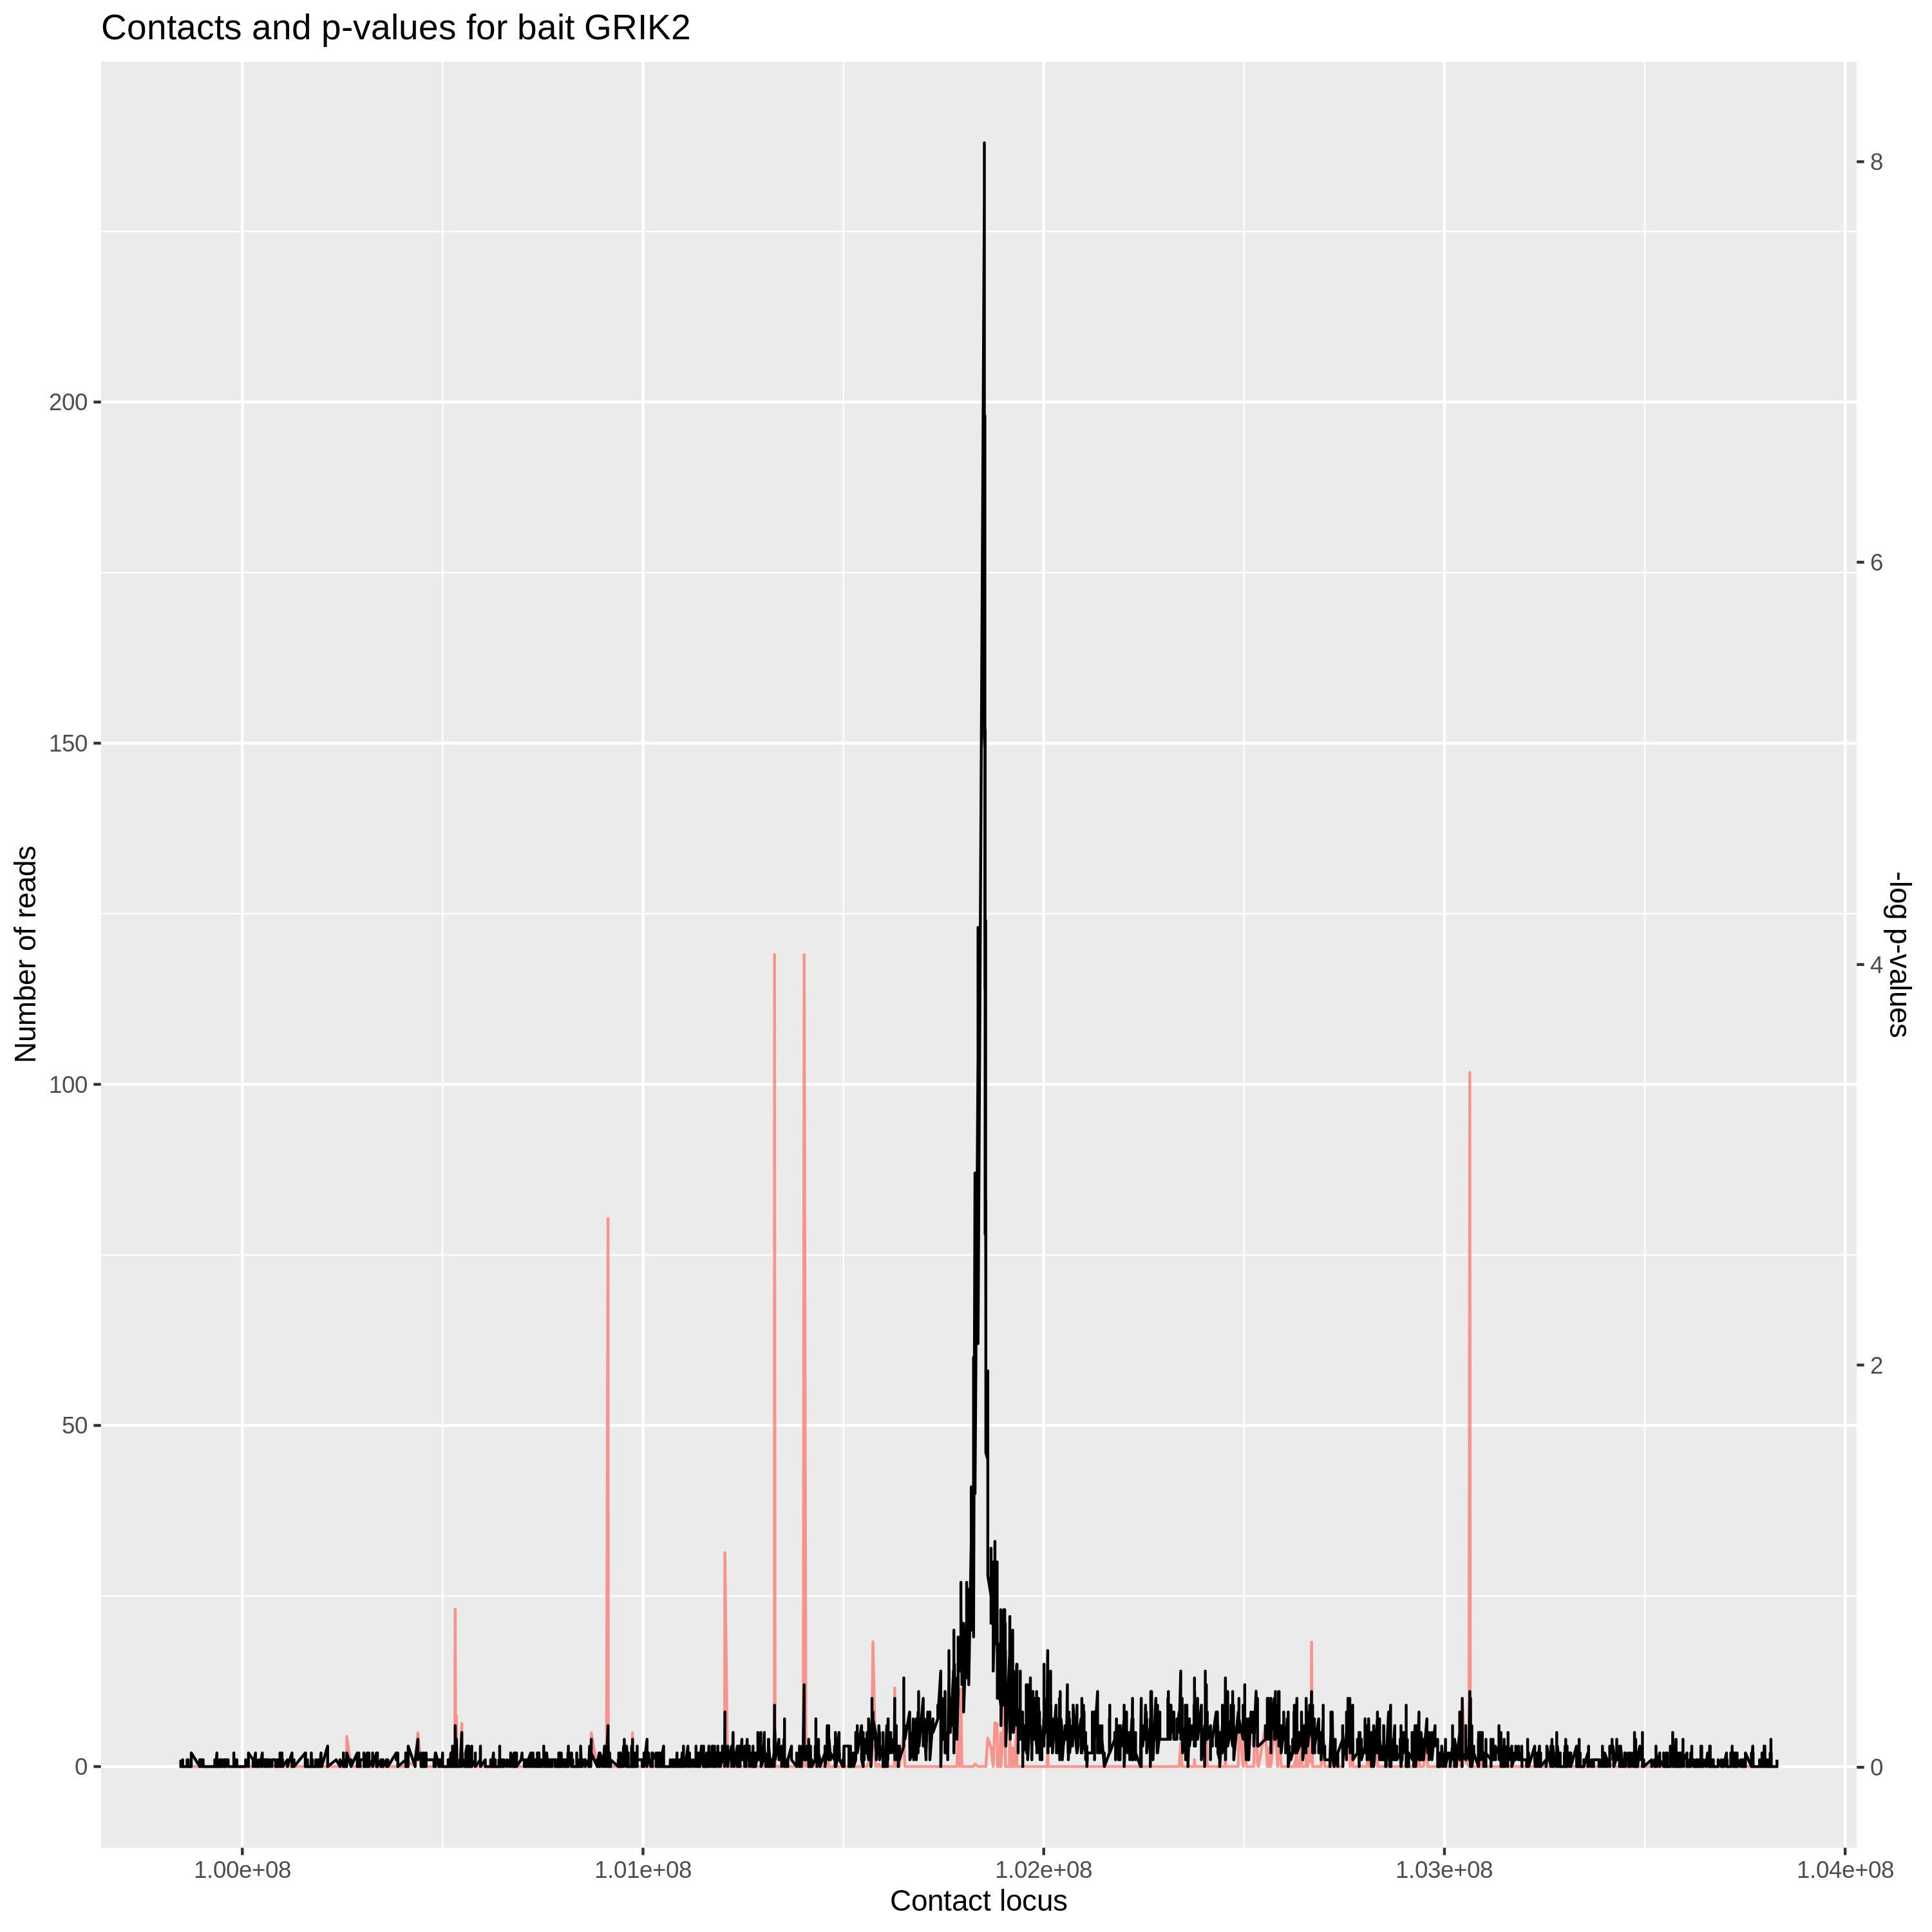 Contacts and p-values for bait GRIK2
Number of reads
200
150
100
50
0
8
6
4
2
0
-log p-values
1.00e+08
1.01e+08
1.02e+08
1.03e+08
1.04e+08
Contact locus